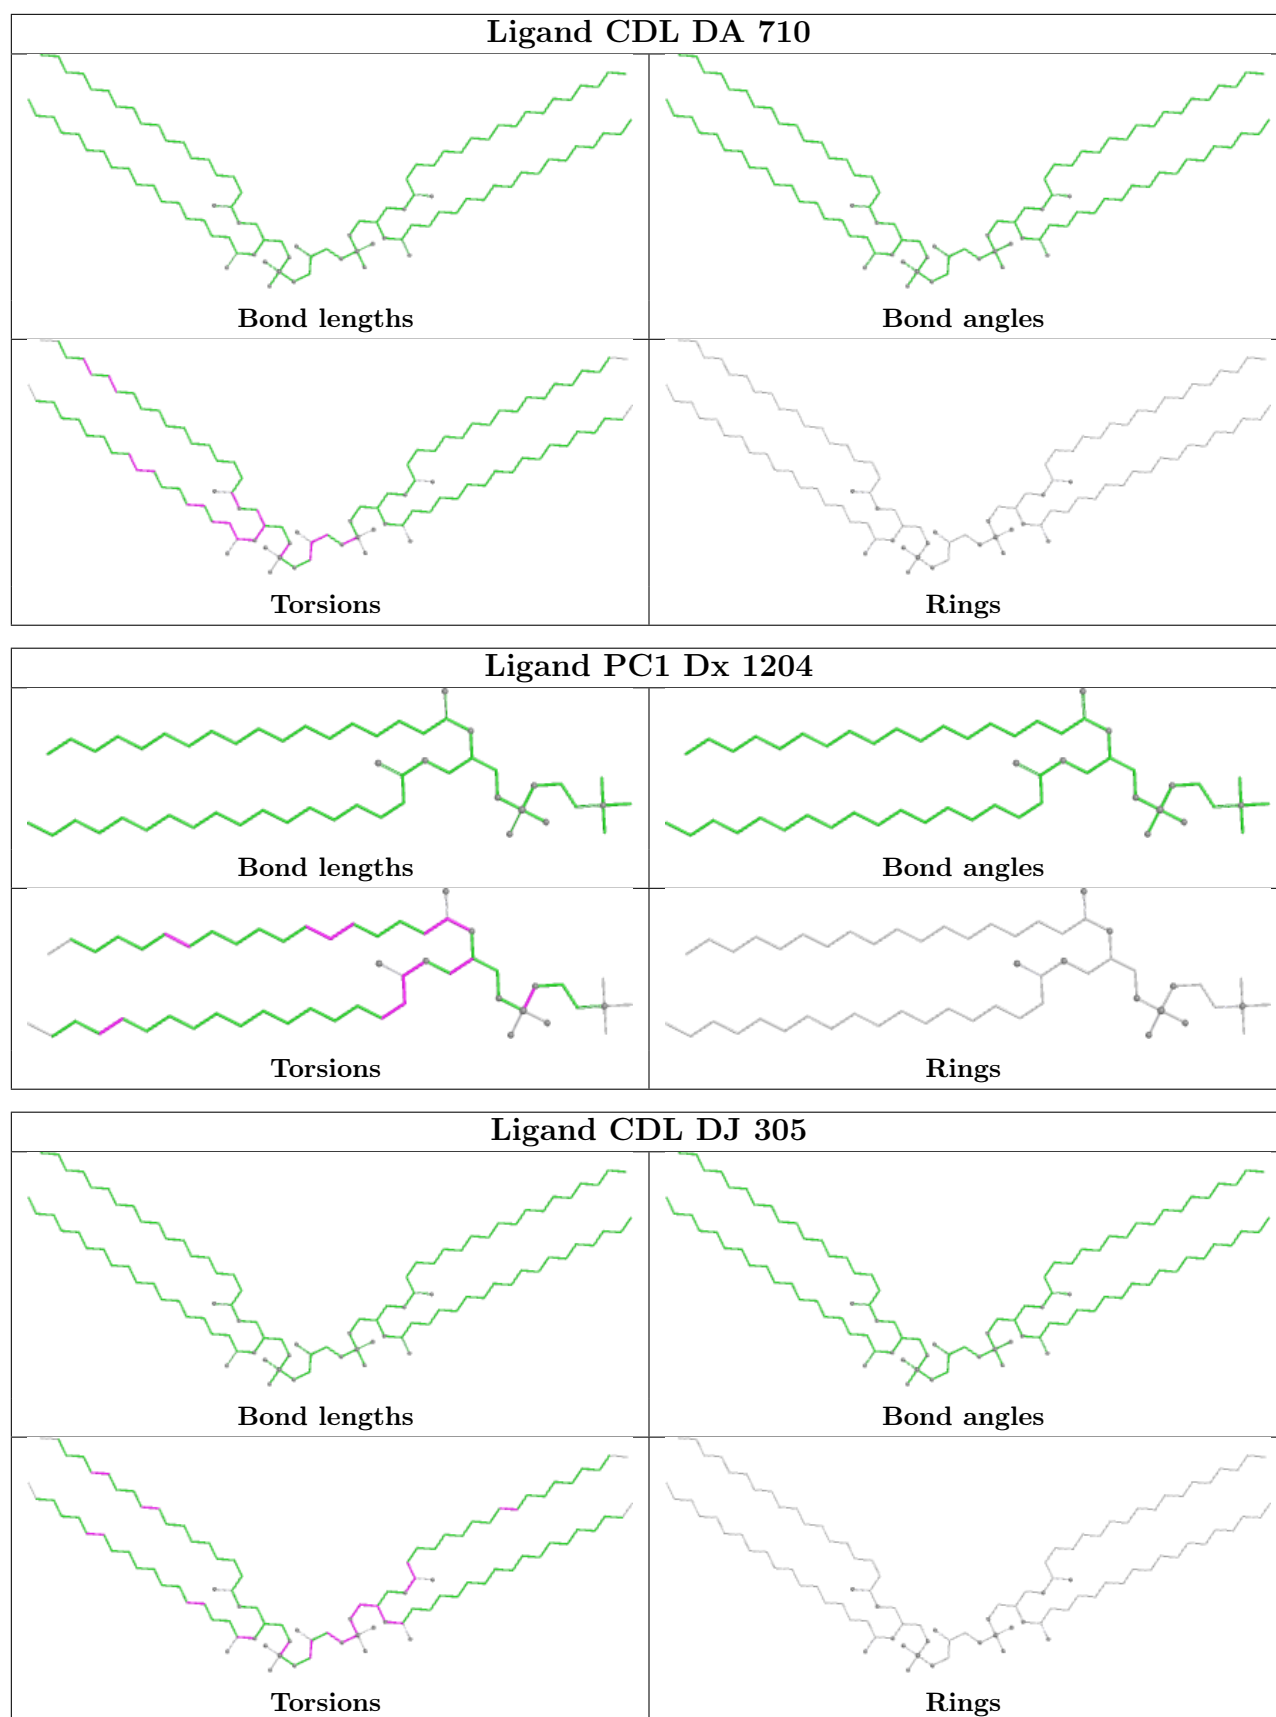 Ligand CDL DA 710
Bond lengths
Bond angles
Torsions
Rings
Ligand PC1 Dx 1204
Bond lengths
Bond angles
Torsions
Rings
Ligand CDL DJ 305
Bond lengths
Bond angles
Torsions
Rings